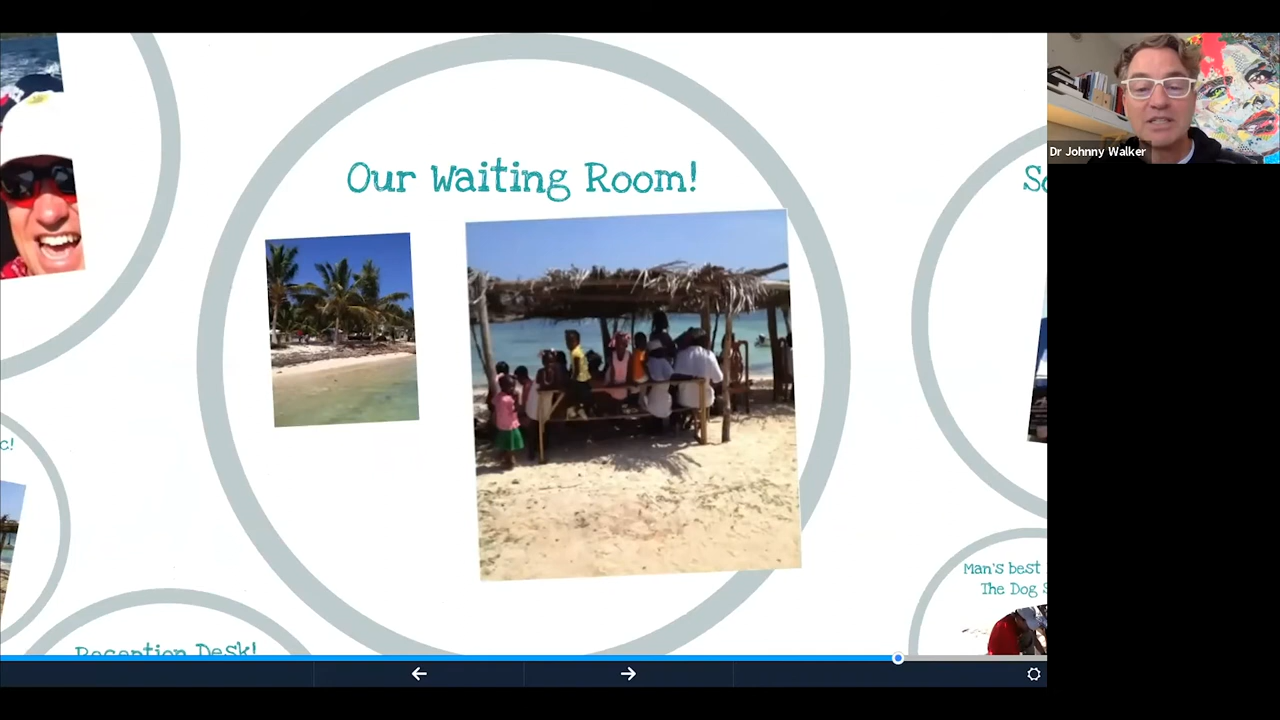 Our Waiting Room!
Dr Johnny Walker
c!
Man's best
The Dog
Reception Desk!